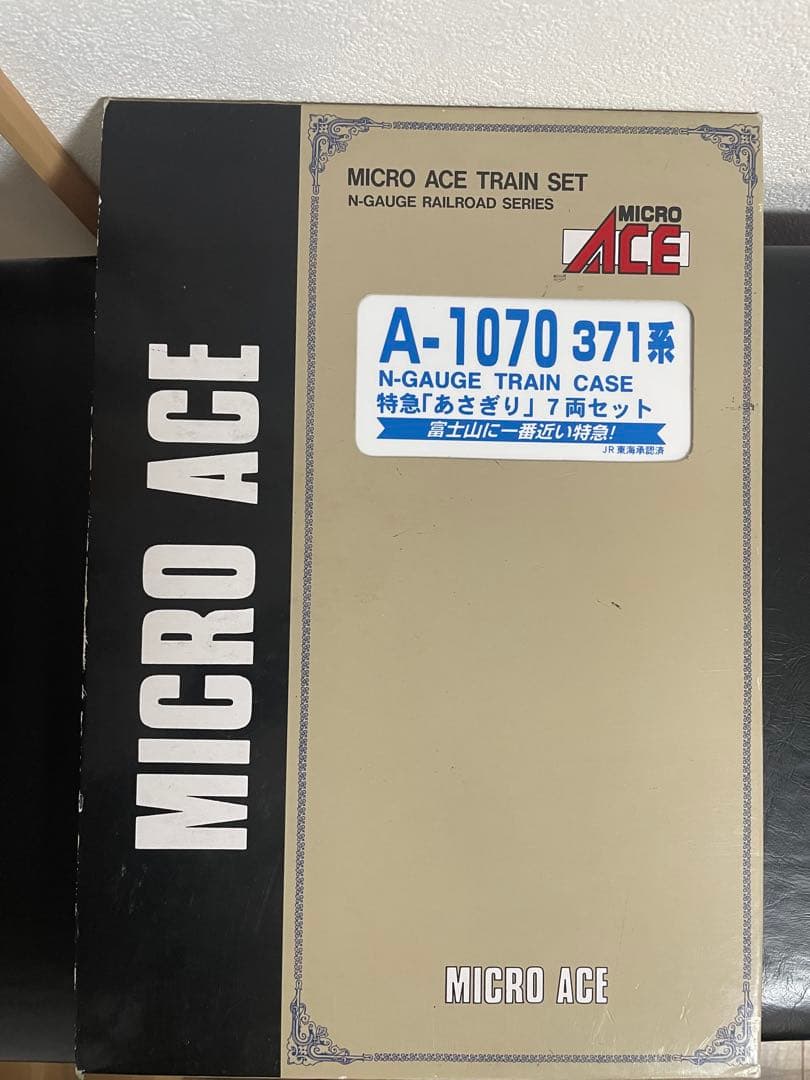 MICRO ACE TRAIN SET
N-GAUGE RAILROAD SERIES
MICRO
ACE
A-1070 371系
N-GAUGE TRAIN CASE
特急「あさぎり」7両セット
富士山に一番近い特急!
JR東海承認済
MICRO ACE
MICRO ACE